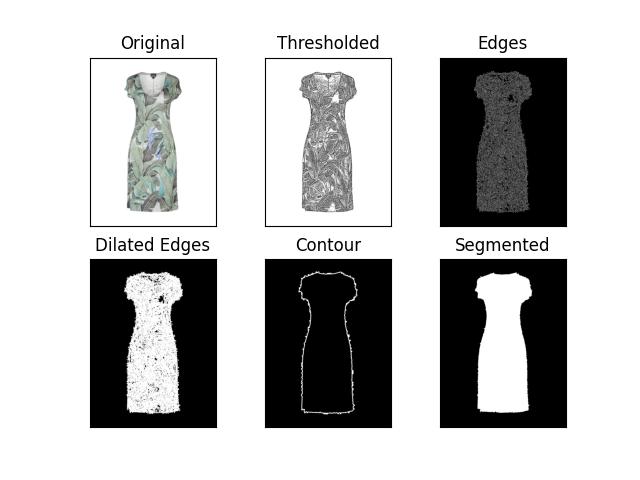 Original
Thresholded
Edges
Dilated Edges
Contour
Segmented